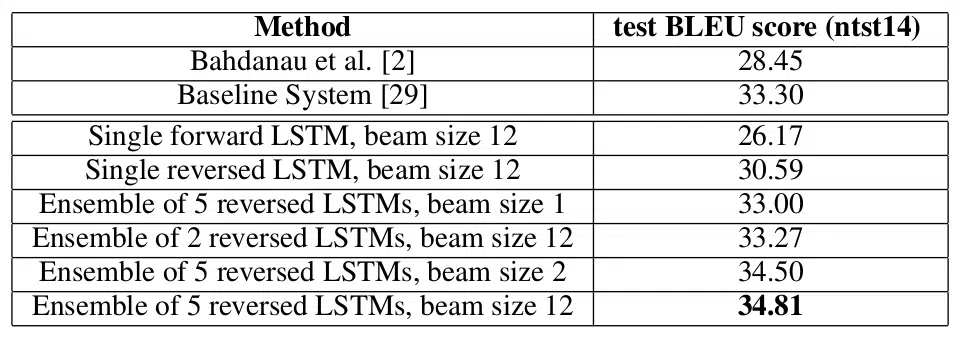 Method test BLEU score (ntst14)
Bahdanau et al. [2] 28.45
Baseline System [29] 33.30
Single forward LSTM, beam size 12 26.17
Single reversed LSTM, beam size 12 30.59
Ensemble of 5 reversed LSTMs, beam size 1 33.00
Ensemble of 2 reversed LSTMs, beam size 12 33.27
Ensemble of 5 reversed LSTMs, beam size 2 34.50
Ensemble of 5 reversed LSTMs, beam size 12 34.81